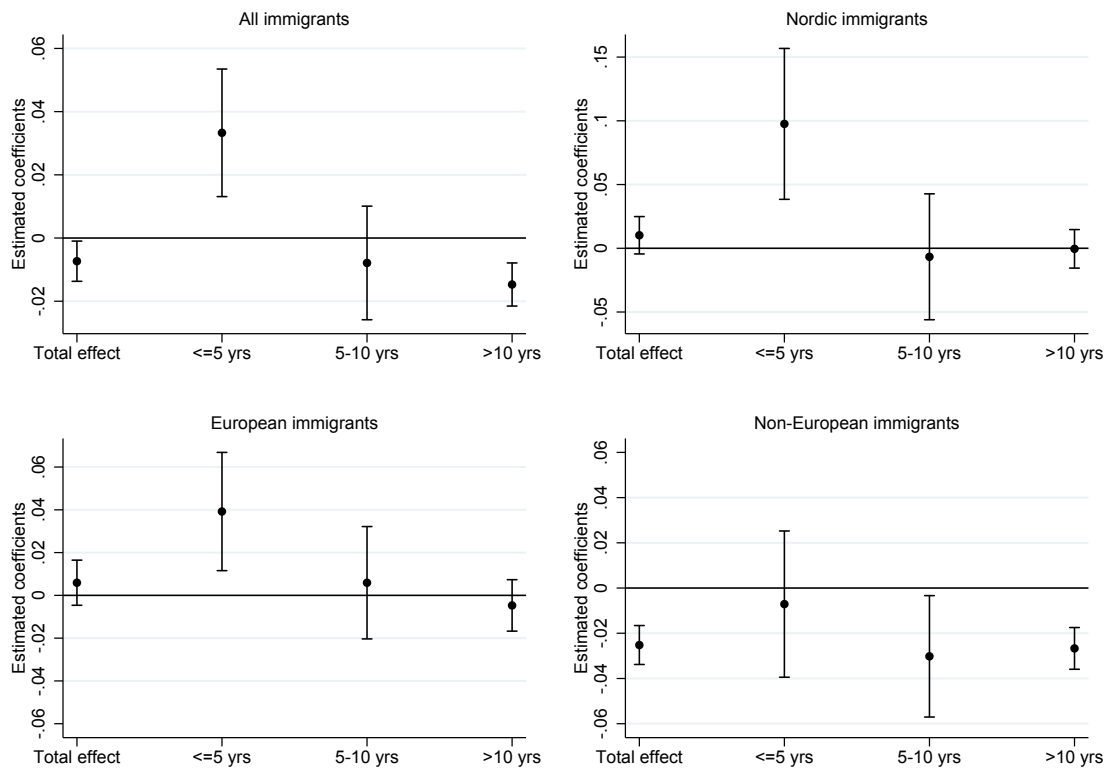 All immigrants
Estimated coefficients
.06
.04
.02
0
-.02
Total effect <=5 yrs 5-10 yrs >10 yrs
Nordic immigrants
Estimated coefficients
.15
.1
.05
0
-.05
Total effect <=5 yrs 5-10 yrs >10 yrs
European immigrants
Estimated coefficients
.06
.04
.02
0
-.02
-.04
-.06
Total effect <=5 yrs 5-10 yrs >10 yrs
Non-European immigrants
Estimated coefficients
.06
.04
.02
0
-.02
-.04
-.06
Total effect <=5 yrs 5-10 yrs >10 yrs